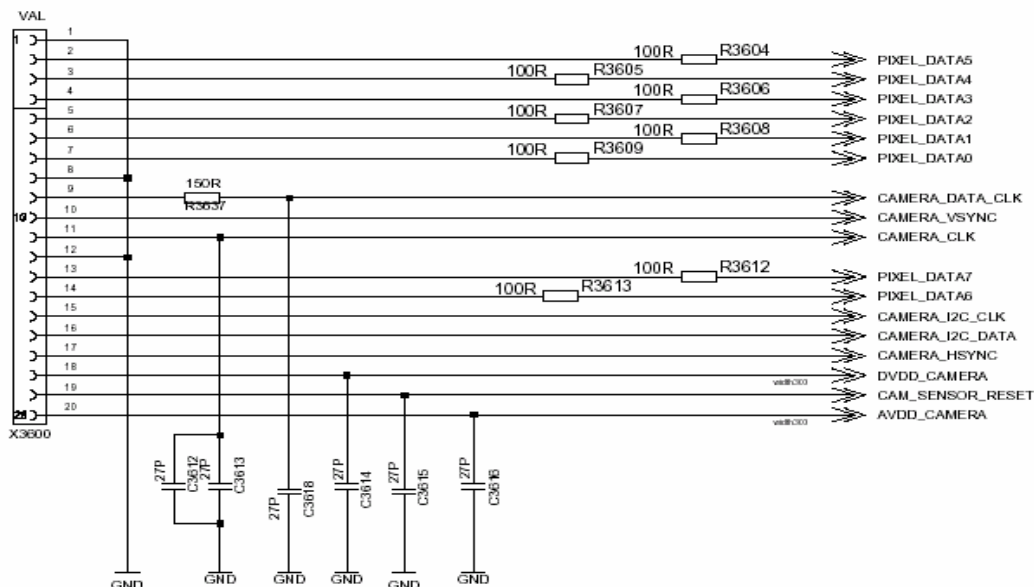 VAL
1
1
2
100R
R3604
PIXEL_DATA5
3
100R
R3605
PIXEL_DATA4
4
100R
R3606
PIXEL_DATA3
5
100R
R3607
PIXEL_DATA2
6
100R
R3608
PIXEL_DATA1
7
100R
R3609
PIXEL_DATA0
8
150R
9
R3637
CAMERA_DATA_CLK
10
CAMERA_VSYNC
11
CAMERA_CLK
12
13
100R
R3612
PIXEL_DATA7
14
100R
R3613
PIXEL_DATA6
15
CAMERA_I2C_CLK
16
CAMERA_I2C_DATA
17
CAMERA_HSYNC
18
DVDD_CAMERA
width300
19
CAM_SENSOR_RESET
20
AVDD_CAMERA
width300
X3600
27P
C3612
27P
C3613
27P
C3618
27P
C3614
27P
C3615
27P
C3616
GND
GND
GND
GND
GND
GND